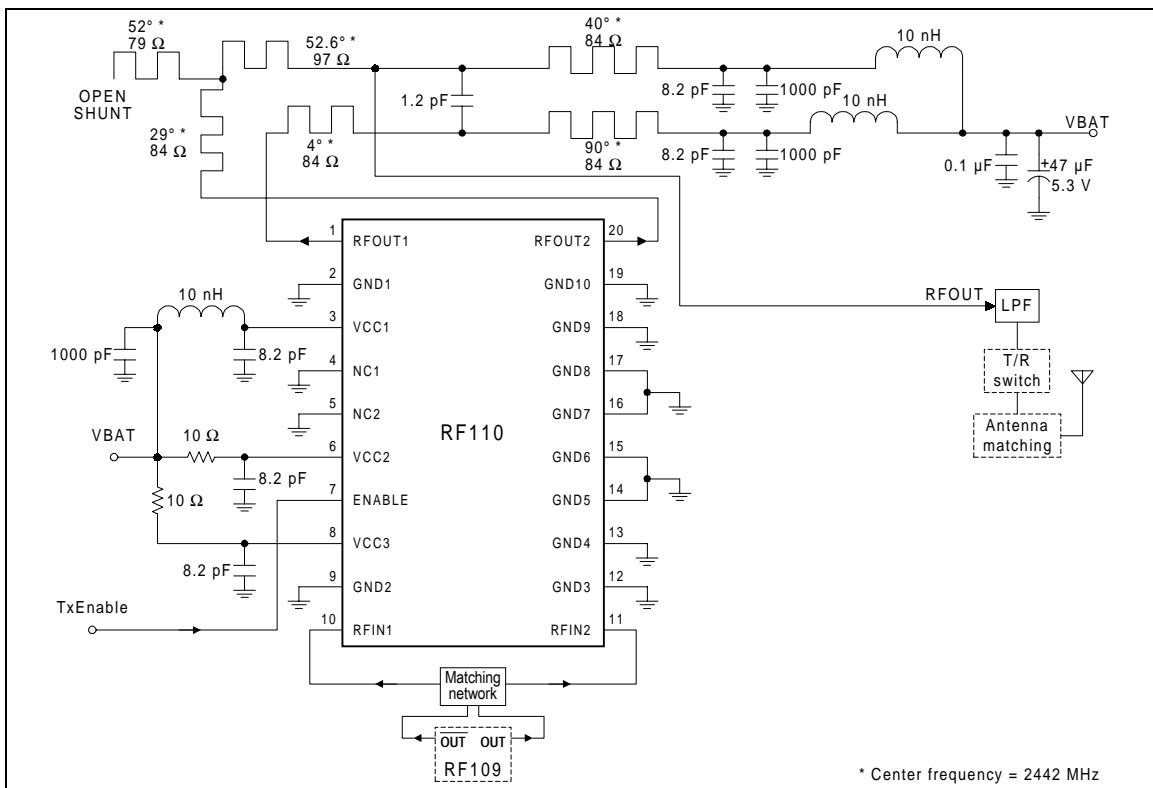 52° *
79 Ω
52.6° *
97 Ω
40° *
84 Ω
10 nH
OPEN
SHUNT
1.2 pF
8.2 pF
1000 pF
10 nH
29° *
84 Ω
4° *
84 Ω
90° *
84 Ω
8.2 pF
1000 pF
VBAT
0.1 µF
+47 µF
5.3 V
1
RFOUT1
RFOUT2
20
2
GND1
GND10
19
10 nH
3
VCC1
GND9
18
RFOUT
LPF
1000 pF
8.2 pF
4
NC1
GND8
17
T/R
switch
5
NC2
GND7
16
Antenna
matching
RF110
VBAT
10 Ω
6
VCC2
GND6
15
8.2 pF
10 Ω
7
ENABLE
GND5
14
8
VCC3
GND4
13
8.2 pF
9
GND2
GND3
12
TxEnable
10
RFIN1
RFIN2
11
Matching
network
OUT OUT
RF109
* Center frequency = 2442 MHz